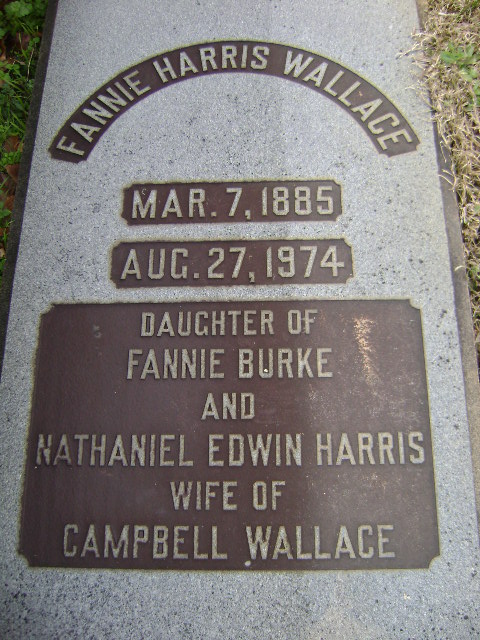 FANNIE HARRIS WALLACE
MAR. 7, 1885
AUG. 27, 1974
DAUGHTER OF
FANNIE BURKE
AND
NATHANIEL EDWIN HARRIS
WIFE OF
CAMPBELL WALLACE